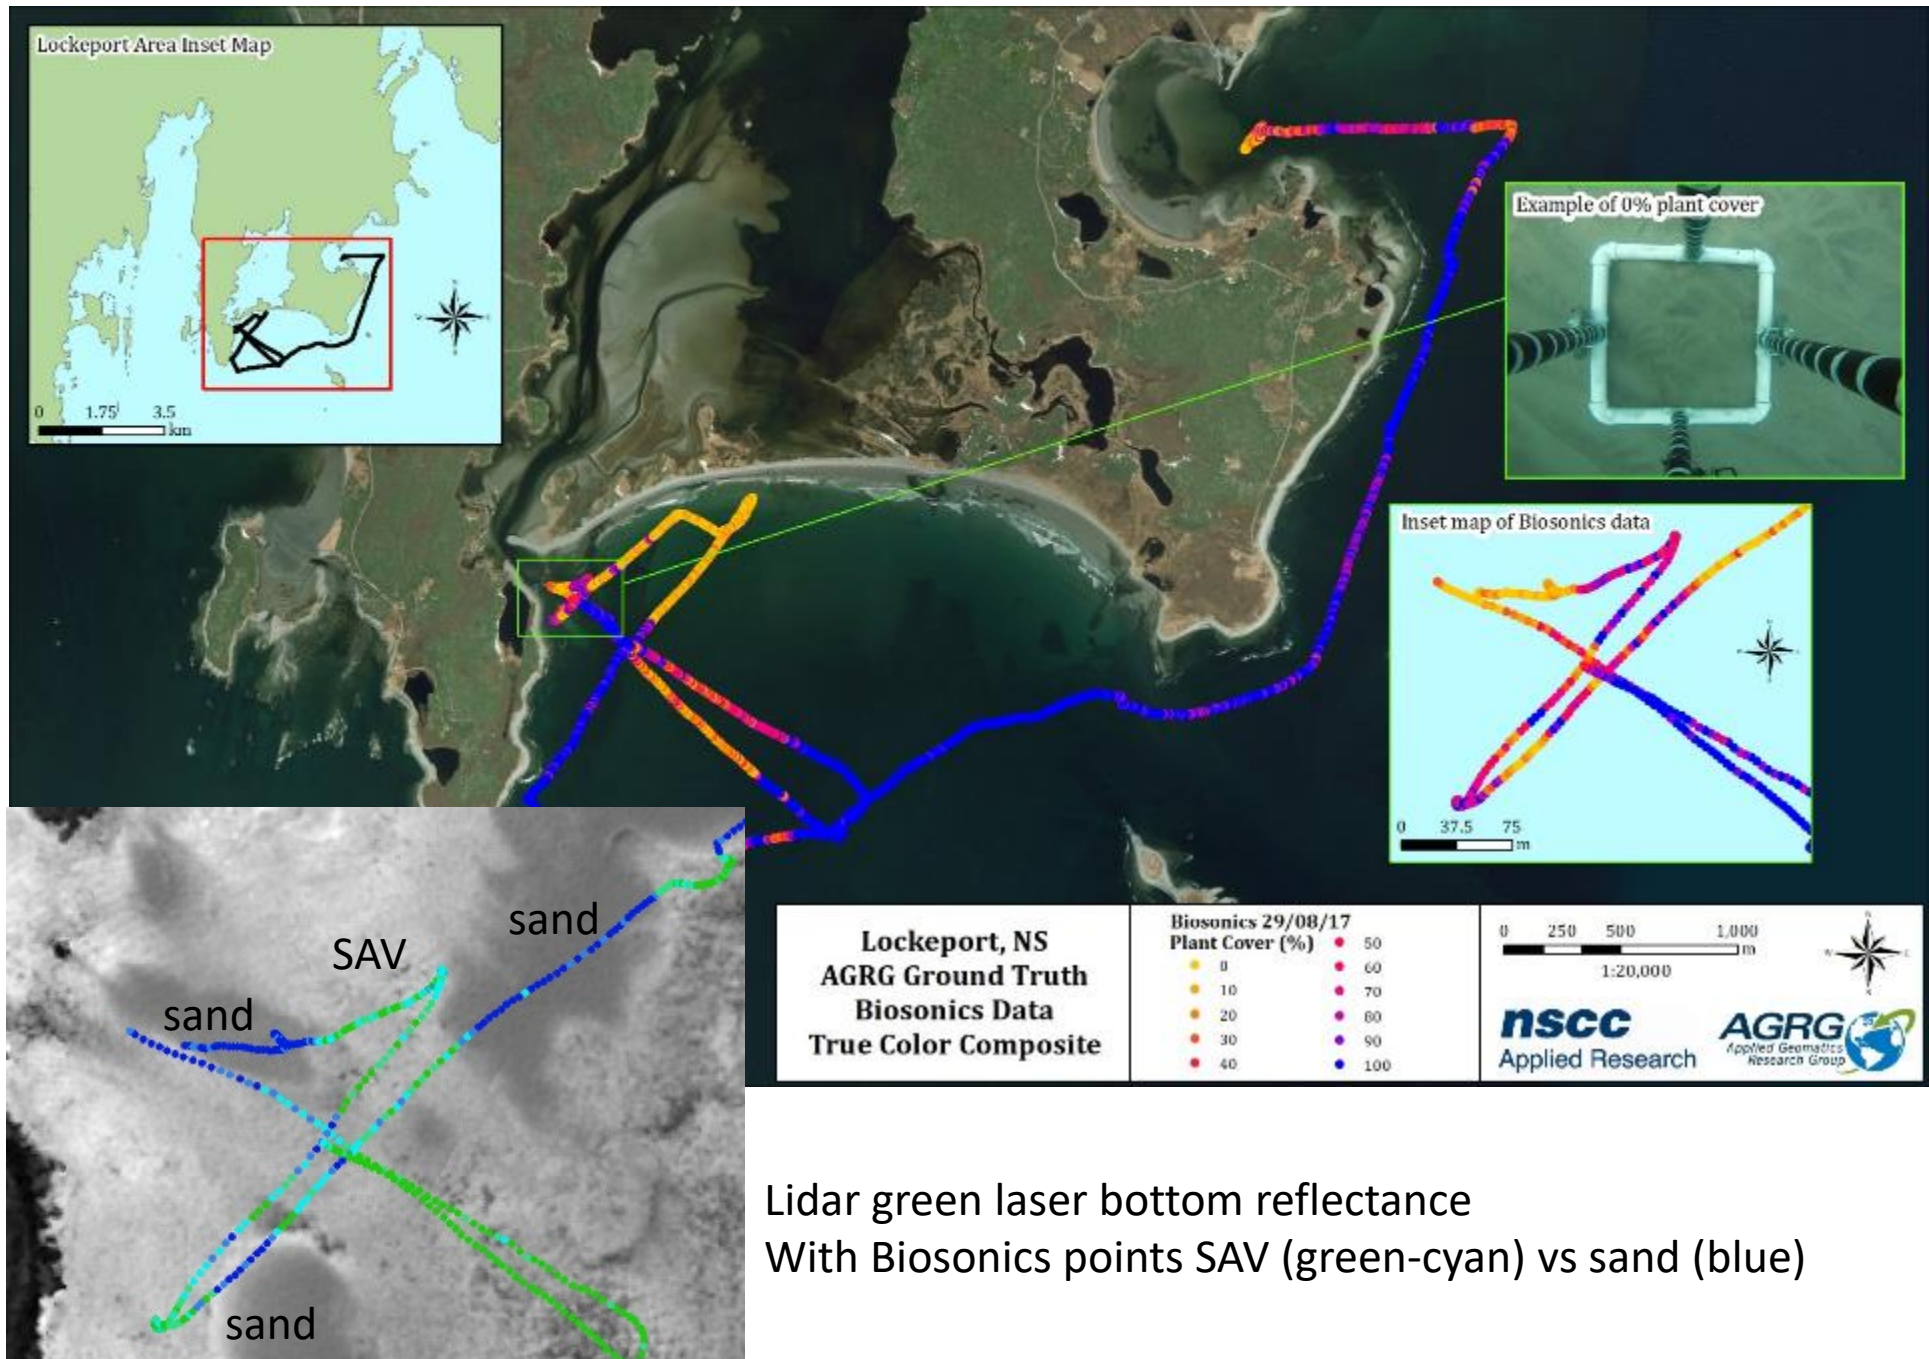 Lockeport Area Inset Map
0 1.75 3.5
km
Example of 0% plant cover
Inset map of Biosonics data
0 37.5 75
m
sand
SAV
sand
sand
Lockeport, NS
AGRG Ground Truth
Biosonics Data
True Color Composite
Biosonics 29/08/17
Plant Cover (%)
0
10
20
30
40
50
60
70
80
90
100
0 250 500 1,000
m
1:20,000
nscc
Applied Research
AGRG
Applied Geomatics
Research Group
Lidar green laser bottom reflectance
With Biosonics points SAV (green-cyan) vs sand (blue)